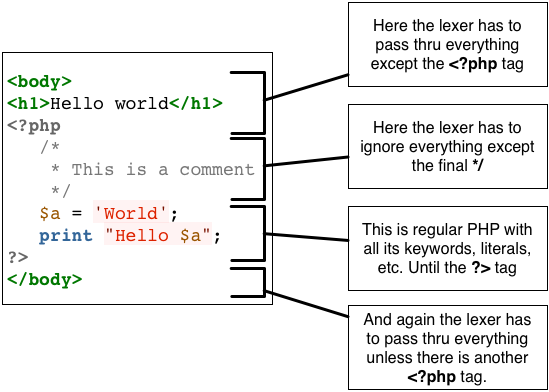 <body>
<h1>Hello world</h1>
<?php
/*
* This is a comment
*/
$a = 'World';
print "Hello $a";
?>
</body>
Here the lexer has to
pass thru everything
except the <?php tag
Here the lexer has to
ignore everything except
the final */
This is regular PHP with
all its keywords, literals,
etc. Until the ?> tag
And again the lexer has
to pass thru everything
unless there is another
<?php tag.